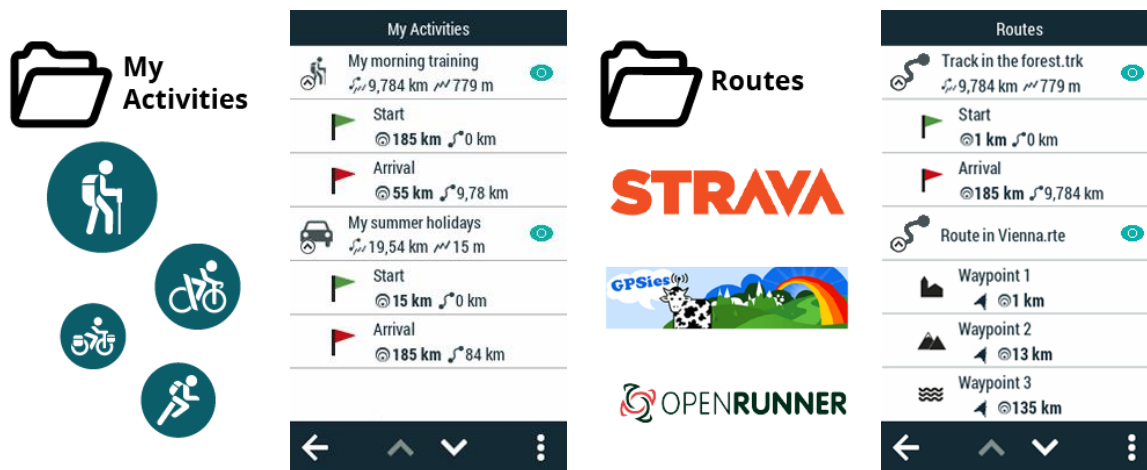 My
Activities
My Activities
My morning training
9,784 km 779 m
Start
185 km 0 km
Arrival
55 km 9,78 km
My summer holidays
19,54 km 15 m
Start
15 km 0 km
Arrival
185 km 84 km
Routes
STRAVA
GPSies
OPENRUNNER
Routes
Track in the forest.trk
9,784 km 779 m
Start
1 km 0 km
Arrival
185 km 9,784 km
Route in Vienna.rte
Waypoint 1
1 km
Waypoint 2
13 km
Waypoint 3
135 km